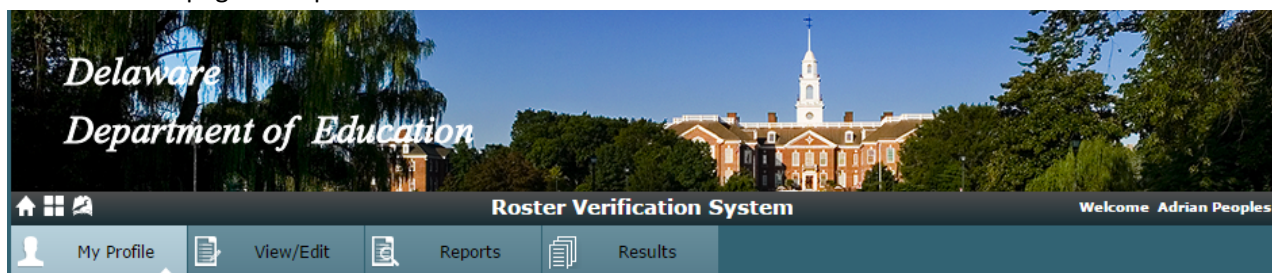 Delaware
Department of Education
Roster Verification System
Welcome Adrian Peoples
My Profile
View/Edit
Reports
Results